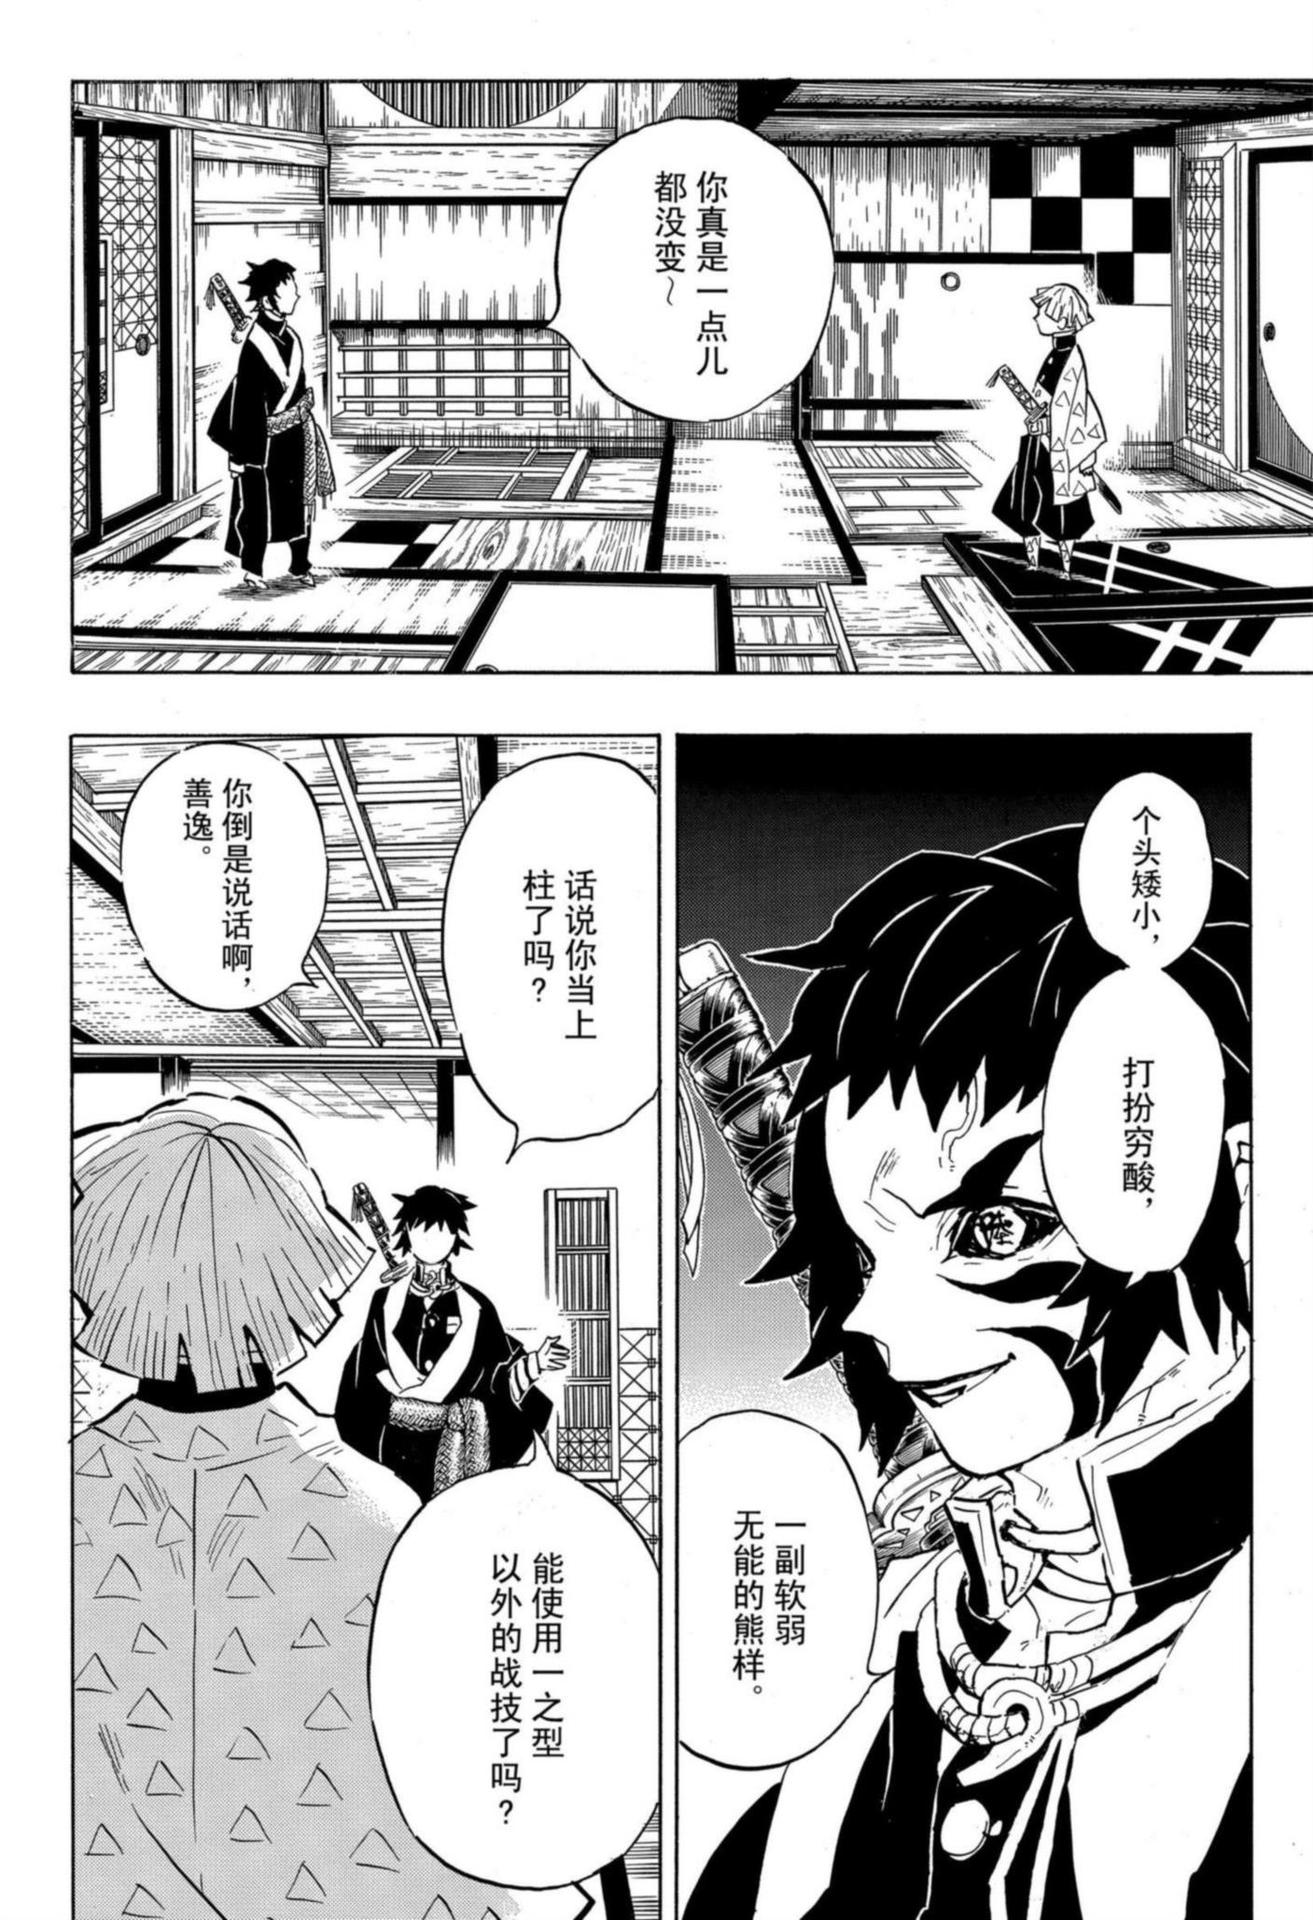 你真是一点儿
都没变～
个头矮小，
打扮穷酸，
一副软弱
无能的熊样。
话说你当上
柱了吗？
你倒是说话啊，
善逸。
能使用一之型
以外的战技了吗？
陆